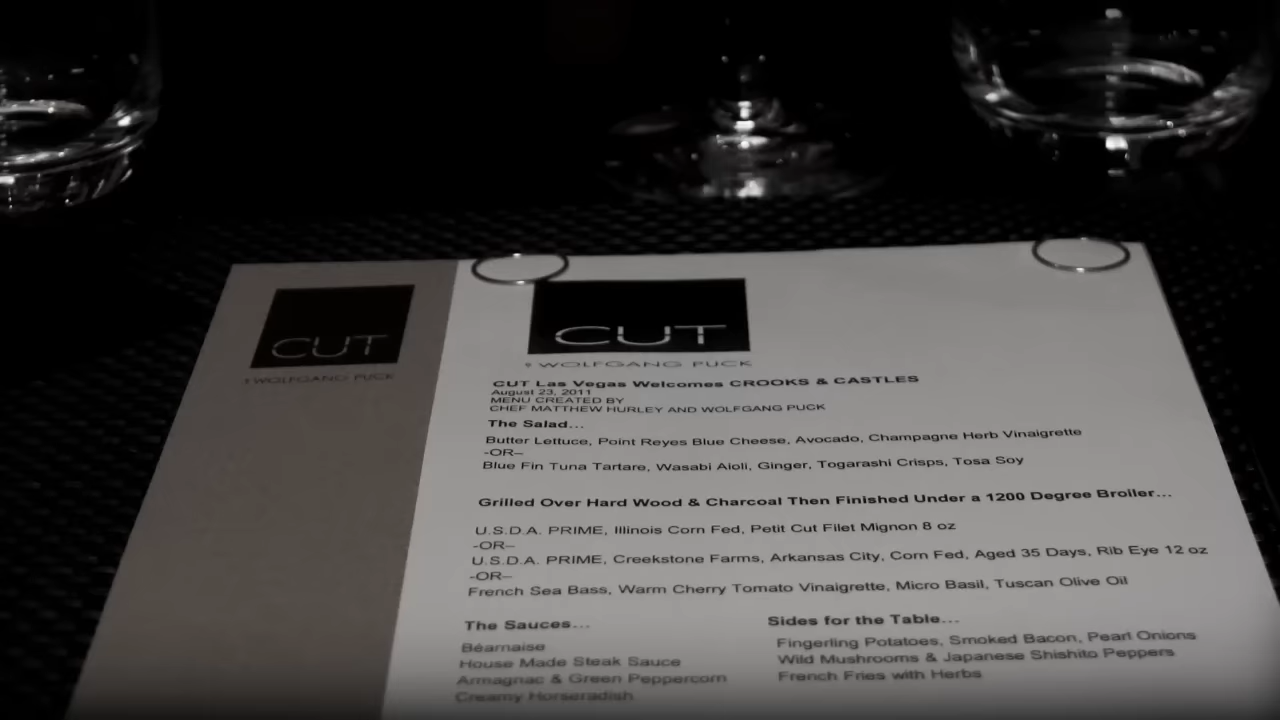 CUT
WOLFGANG PUCK
CUT
WOLFGANG PUCK
CUT Las Vegas Welcomes CROOKS & CASTLES
August 23, 2011
MENU CREATED BY
CHEF MATTHEW HURLEY AND WOLFGANG PUCK
The Salad...
Butter Lettuce, Point Reyes Blue Cheese, Avocado, Champagne Herb Vinaigrette
-OR–
Blue Fin Tuna Tartare, Wasabi Aioli, Ginger, Togarashi Crisps, Tosa Soy
Grilled Over Hard Wood & Charcoal Then Finished Under a 1200 Degree Broiler...
U.S.D.A. PRIME, Illinois Corn Fed, Petit Cut Filet Mignon 8 oz
-OR–
U.S.D.A. PRIME, Creekstone Farms, Arkansas City, Corn Fed, Aged 35 Days, Rib Eye 12 oz
-OR–
French Sea Bass, Warm Cherry Tomato Vinaigrette, Micro Basil, Tuscan Olive Oil
The Sauces...
Béarnaise
House Made Steak Sauce
Armagnac & Green Peppercorn
Creamy Horseradish
Sides for the Table...
Fingerling Potatoes, Smoked Bacon, Pearl Onions
Wild Mushrooms & Japanese Shishito Peppers
French Fries with Herbs